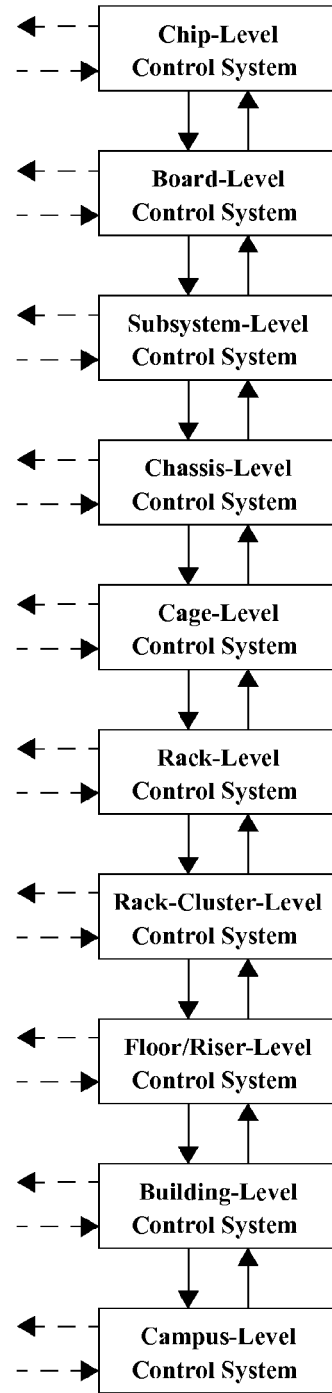 Chip-Level
Control System
Board-Level
Control System
Subsystem-Level
Control System
Chassis-Level
Control System
Cage-Level
Control System
Rack-Level
Control System
Rack-Cluster-Level
Control System
Floor/Riser-Level
Control System
Building-Level
Control System
Campus-Level
Control System